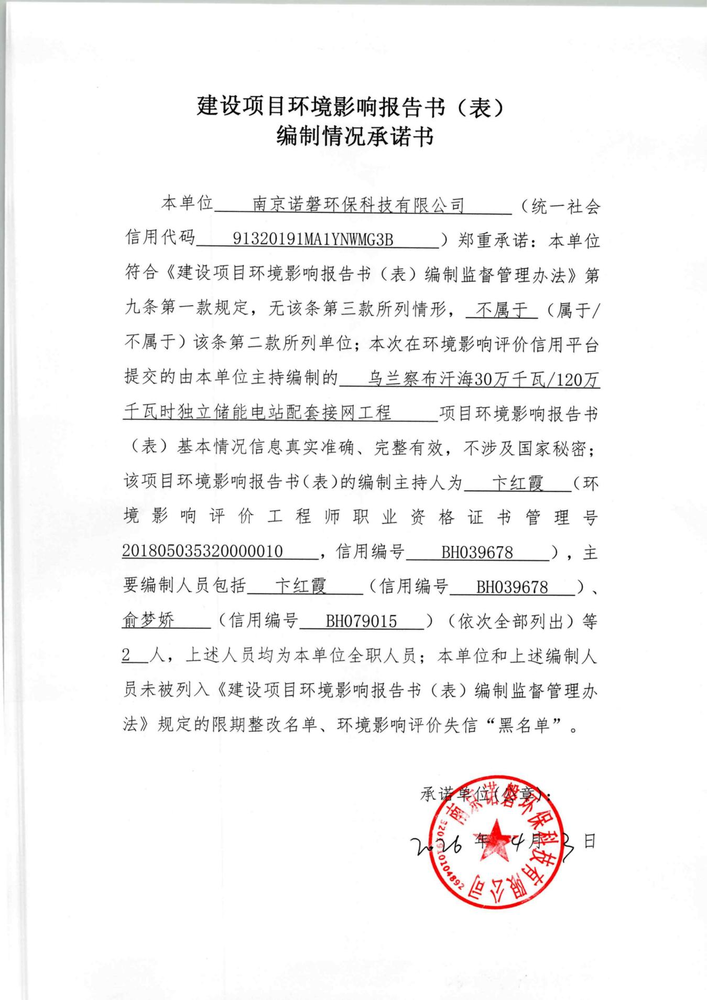 建设项目环境影响报告书（表）
编制情况承诺书
本单位 南京诺磐环保科技有限公司 （统一社会
信用代码 91320191MA1YNWMG3B ）郑重承诺：本单位
符合《建设项目环境影响报告书（表）编制监督管理办法》第
九条第一款规定，无该条第三款所列情形， 不属于 （属于/
不属于）该条第二款所列单位；本次在环境影响评价信用平台
提交的由本单位主持编制的 乌兰察布汗海30万千瓦/120万
千瓦时独立储能电站配套接网工程 项目环境影响报告书
（表）基本情况信息真实准确、完整有效，不涉及国家秘密；
该项目环境影响报告书（表）的编制主持人为 卞红霞 （环
境影响评价工程师职业资格证书管理号
201805035320000010 ，信用编号 BH039678 ），主
要编制人员包括 卞红霞 （信用编号 BH039678 ）、
俞梦娇 （信用编号 BH079015 ）（依次全部列出）等
2 人，上述人员均为本单位全职人员；本单位和上述编制人
员未被列入《建设项目环境影响报告书（表）编制监督管理办
法》规定的限期整改名单、环境影响评价失信“黑名单”。
承诺单位(公章)：
2026 年 4 月 3 日
南京诺磐环保科技有限公司
3201910104892